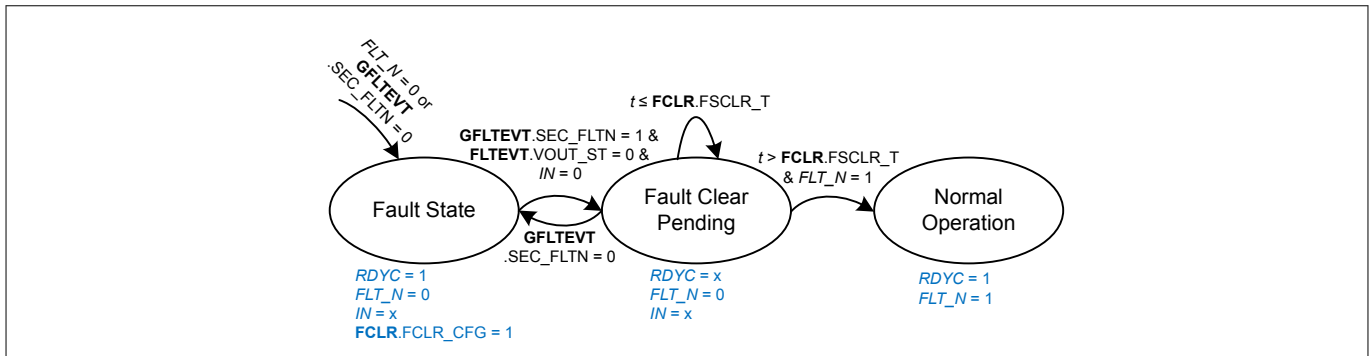 FLT_N = 0 or
GFLTEVT
.SEC_FLTN = 0
t ≤ FCLR.FSCLR_T
GFLTEVT.SEC_FLTN = 1 &
FLTEVT.VOUT_ST = 0 &
IN = 0
t > FCLR.FSCLR_T
& FLT_N = 1
Fault State
Fault Clear
Pending
Normal
Operation
GFLTEVT
.SEC_FLTN = 0
RDYC = 1
FLT_N = 0
IN = x
FCLR.FCLR_CFG = 1
RDYC = x
FLT_N = 0
IN = x
RDYC = 1
FLT_N = 1